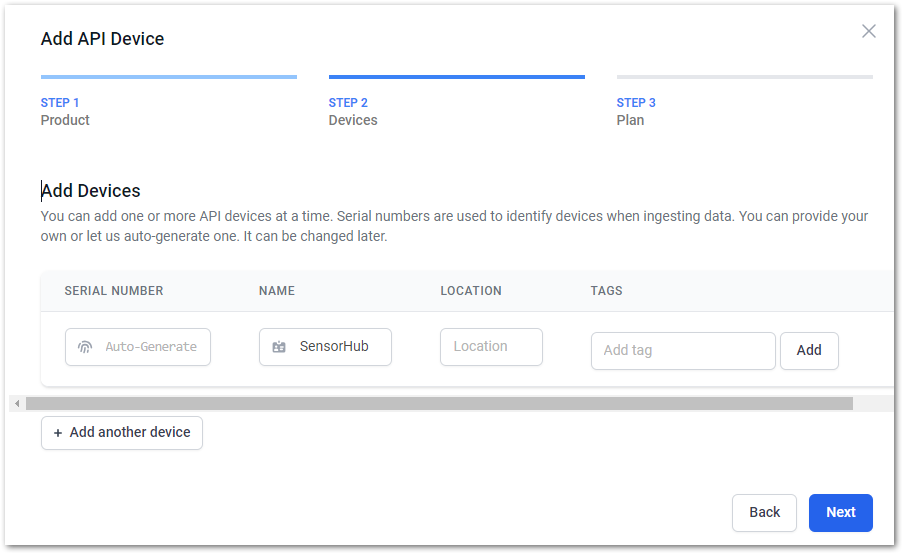 Add API Device
STEP 1
Product
STEP 2
Devices
STEP 3
Plan
Add Devices
You can add one or more API devices at a time. Serial numbers are used to identify devices when ingesting data. You can provide your
own or let us auto-generate one. It can be changed later.
SERIAL NUMBER NAME LOCATION TAGS
Auto-Generate SensorHub Location Add tag Add
+ Add another device
Back Next